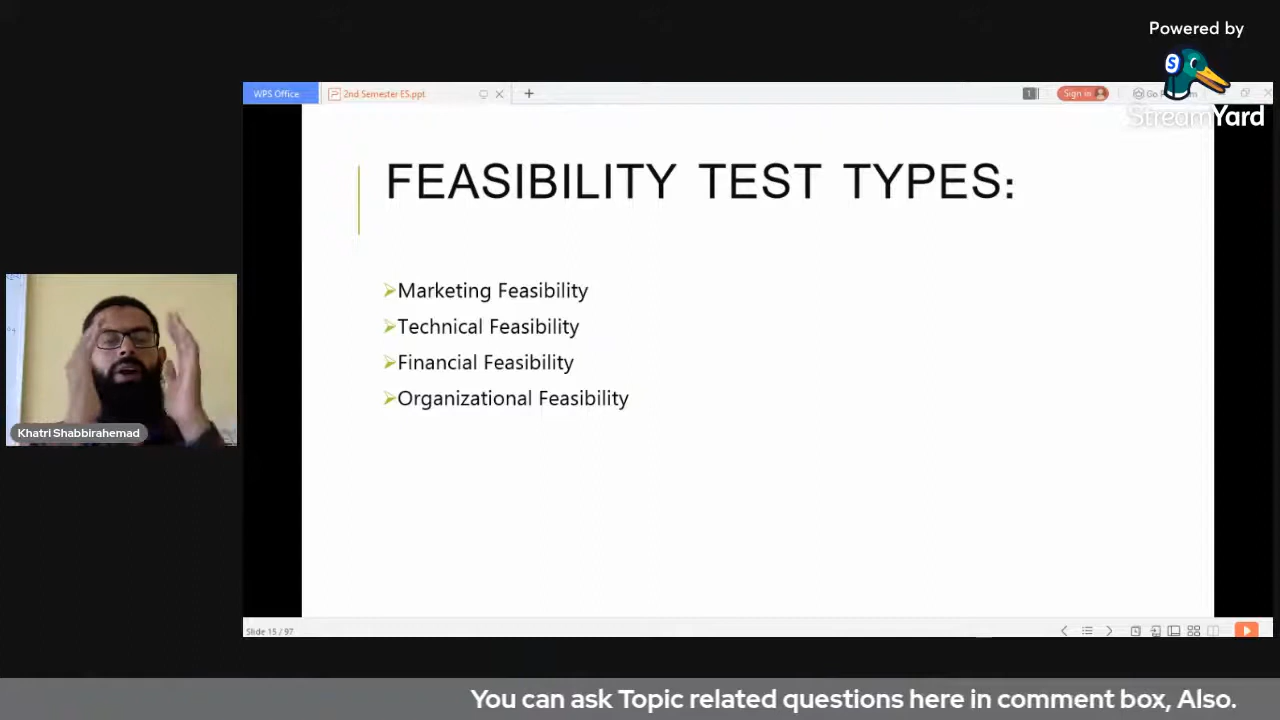 Powered by
StreamYard
WPS Office
2nd Semester ES.ppt
Sign in
Go
FEASIBILITY TEST TYPES:
Marketing Feasibility
Technical Feasibility
Financial Feasibility
Organizational Feasibility
Khatri Shabbirahemad
Slide 15 / 97
You can ask Topic related questions here in comment box, Also.